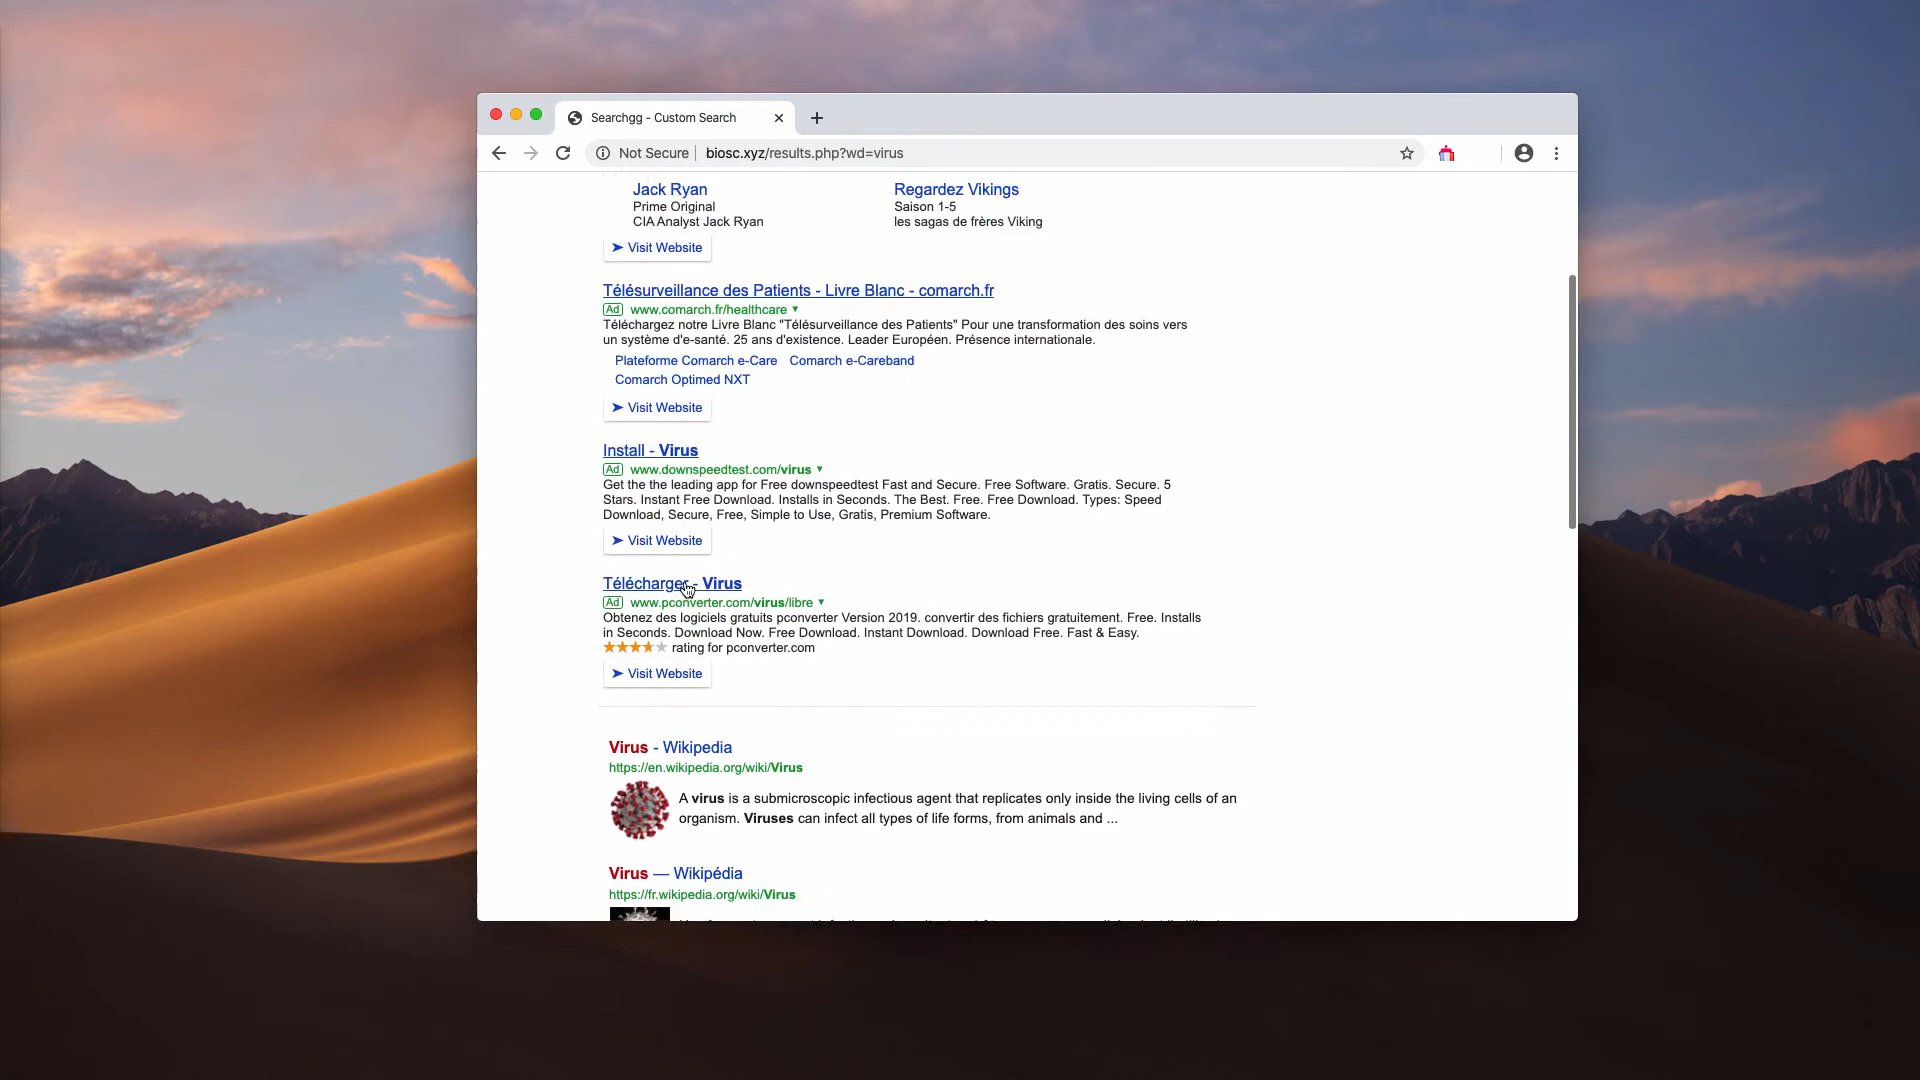 Searchgg - Custom Search
Not Secure biosc.xyz/results.php?wd=virus
Jack Ryan
Prime Original
CIA Analyst Jack Ryan
Regardez Vikings
Saison 1-5
les sagas de frères Viking
➤ Visit Website
Télésurveillance des Patients - Livre Blanc - comarch.fr
Ad www.comarch.fr/healthcare ▾
Téléchargez notre Livre Blanc "Télésurveillance des Patients" Pour une transformation des soins vers
un système d'e-santé. 25 ans d'existence. Leader Européen. Présence internationale.
Plateforme Comarch e-Care Comarch e-Careband
Comarch Optimed NXT
➤ Visit Website
Install - Virus
Ad www.downspeedtest.com/virus ▾
Get the the leading app for Free downspeedtest Fast and Secure. Free Software. Gratis. Secure. 5
Stars. Instant Free Download. Installs in Seconds. The Best. Free. Free Download. Types: Speed
Download, Secure, Free, Simple to Use, Gratis, Premium Software.
➤ Visit Website
Télécharger - Virus
Ad www.pconverter.com/virus/libre ▾
Obtenez des logiciels gratuits pconverter Version 2019. convertir des fichiers gratuitement. Free. Installs
in Seconds. Download Now. Free Download. Instant Download. Download Free. Fast & Easy.
rating for pconverter.com
➤ Visit Website
Virus - Wikipedia
https://en.wikipedia.org/wiki/Virus
A virus is a submicroscopic infectious agent that replicates only inside the living cells of an
organism. Viruses can infect all types of life forms, from animals and ...
Virus — Wikipédia
https://fr.wikipedia.org/wiki/Virus